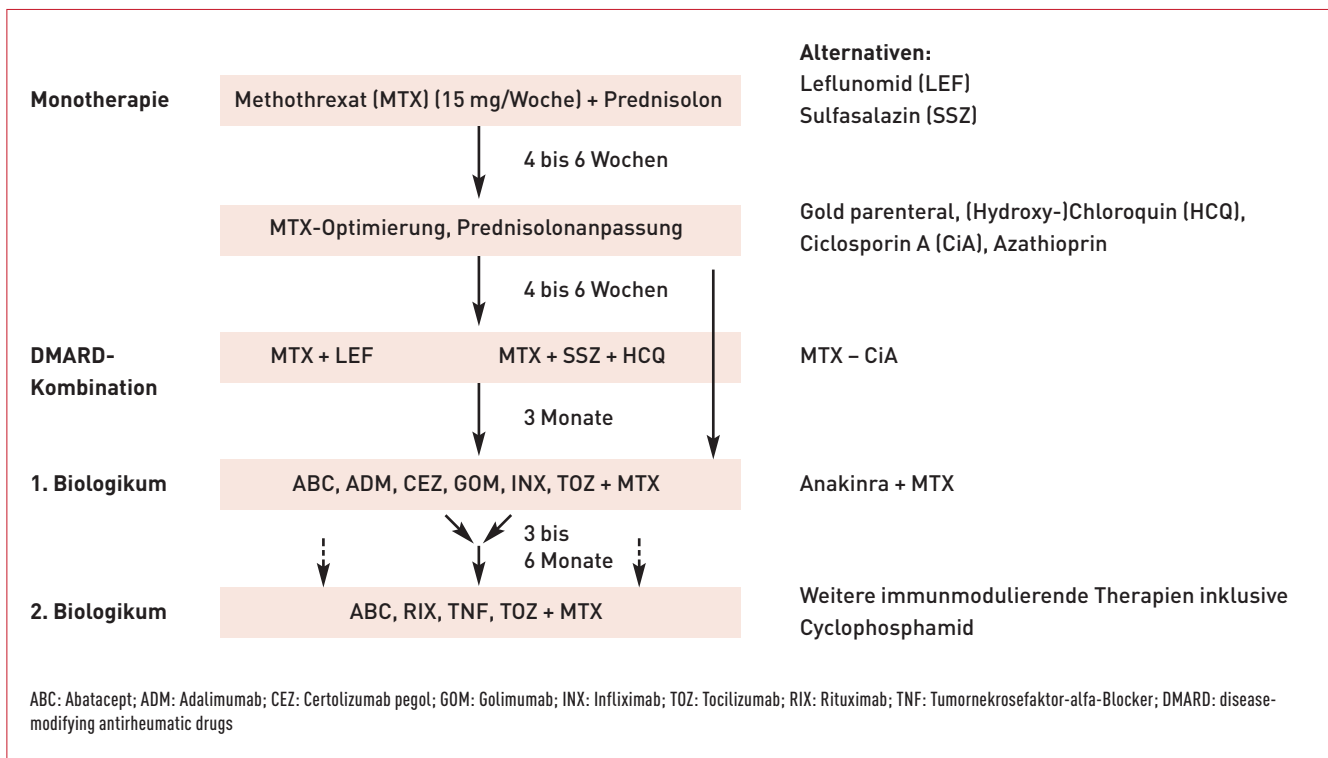 Alternativen:
Monotherapie
Methothrexat (MTX) (15 mg/Woche) + Prednisolon
Leflunomid (LEF)
Sulfasalazin (SSZ)
4 bis 6 Wochen
MTX-Optimierung, Prednisolonanpassung
Gold parenteral, (Hydroxy-)Chloroquin (HCQ),
Ciclosporin A (CiA), Azathioprin
4 bis 6 Wochen
DMARD-
Kombination
MTX + LEF
MTX + SSZ + HCQ
MTX – CiA
3 Monate
1. Biologikum
ABC, ADM, CEZ, GOM, INX, TOZ + MTX
Anakinra + MTX
3 bis
6 Monate
2. Biologikum
ABC, RIX, TNF, TOZ + MTX
Weitere immunmodulierende Therapien inklusive
Cyclophosphamid
ABC: Abatacept; ADM: Adalimumab; CEZ: Certolizumab pegol; GOM: Golimumab; INX: Infliximab; TOZ: Tocilizumab; RIX: Rituximab; TNF: Tumornekrosefaktor-alfa-Blocker; DMARD: disease-
modifying antirheumatic drugs